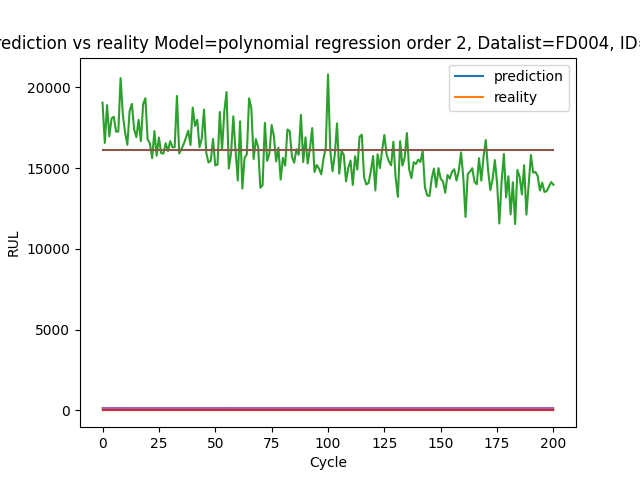 rediction vs reality Model=polynomial regression order 2, Datalist=FD004, ID=
prediction
reality
20000
15000
10000
5000
0
RUL
0 25 50 75 100 125 150 175 200
Cycle